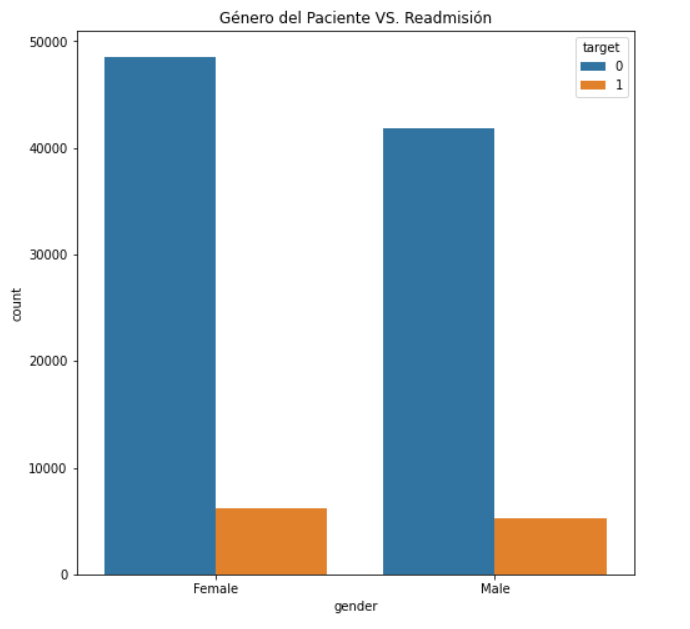 Género del Paciente VS. Readmisión
target
0
1
50000
40000
30000
20000
10000
0
count
Female
Male
gender